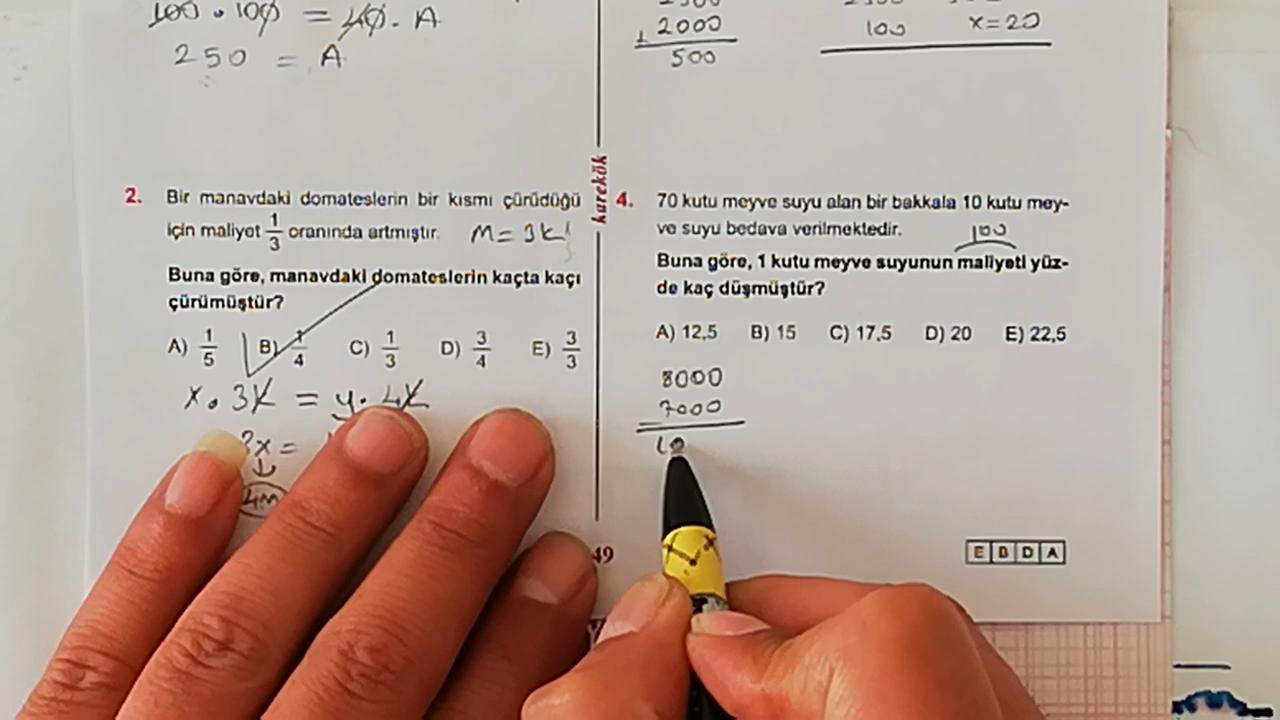 100 . 100 = 40 . A
250 = A
2000
500
100 x = 20
karekök
2. Bir manavdaki domateslerin bir kısmı çürüdüğü
için maliyet 1/3 oranında artmıştır. M = 3k
Buna göre, manavdaki domateslerin kaçta kaçı
çürümüştür?
A) 1/5 B) 1/4 C) 1/3 D) 3/4 E) 3/3
x . 3k = y . 4k
3x =
4m
4. 70 kutu meyve suyu alan bir bakkala 10 kutu mey-
ve suyu bedava verilmektedir. 100
Buna göre, 1 kutu meyve suyunun maliyeti yüz-
de kaç düşmüştür?
A) 12,5 B) 15 C) 17,5 D) 20 E) 22,5
8000
7000
10
49
E B D A